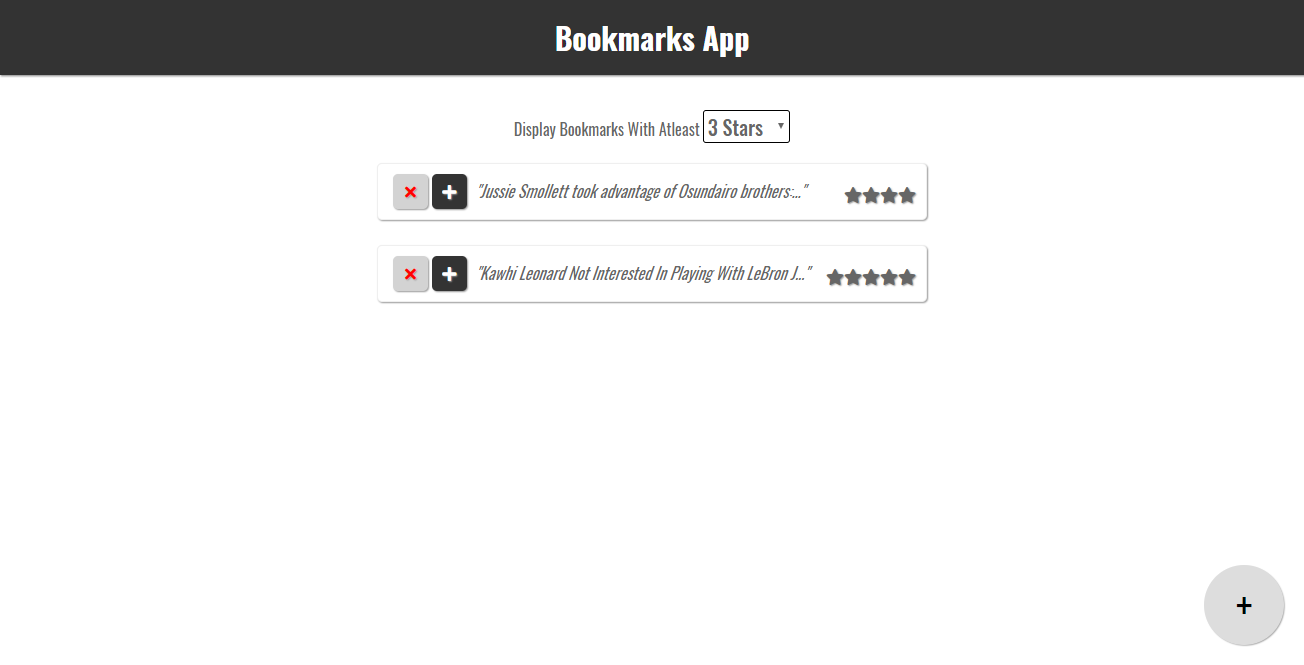 Bookmarks App
Display Bookmarks With Atleast 3 Stars
"Jussie Smollett took advantage of Osundairo brothers:..."
"Kawhi Leonard Not Interested In Playing With LeBron J..."